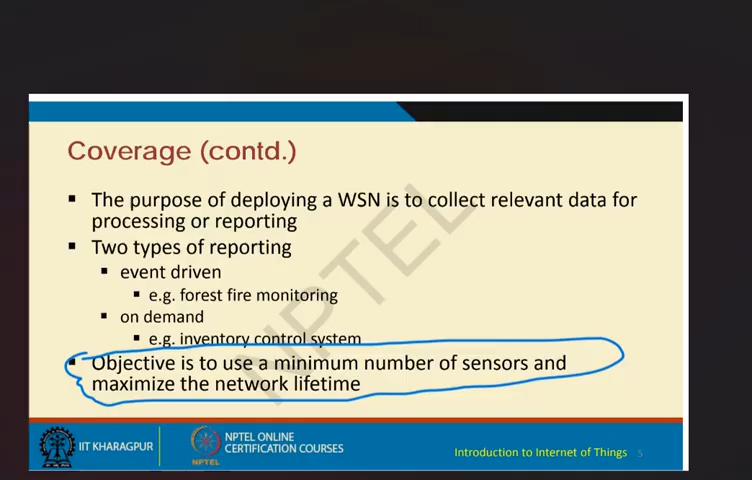 Coverage (contd.)
▪ The purpose of deploying a WSN is to collect relevant data for
processing or reporting
▪ Two types of reporting
▪ event driven
▪ e.g. forest fire monitoring
▪ on demand
▪ e.g. inventory control system
▪ Objective is to use a minimum number of sensors and
maximize the network lifetime
NPTEL
IIT KHARAGPUR
NPTEL
NPTEL ONLINE
CERTIFICATION COURSES
Introduction to Internet of Things 5